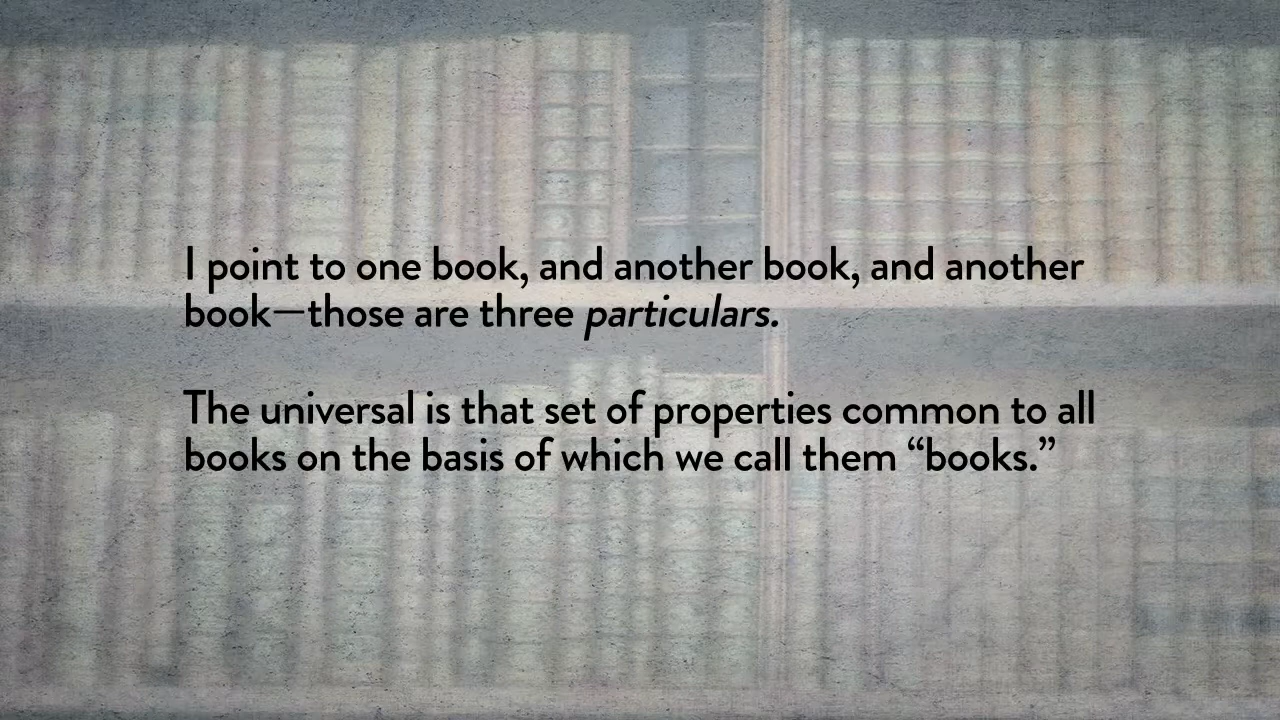 I point to one book, and another book, and another
book—those are three particulars.
The universal is that set of properties common to all
books on the basis of which we call them “books.”